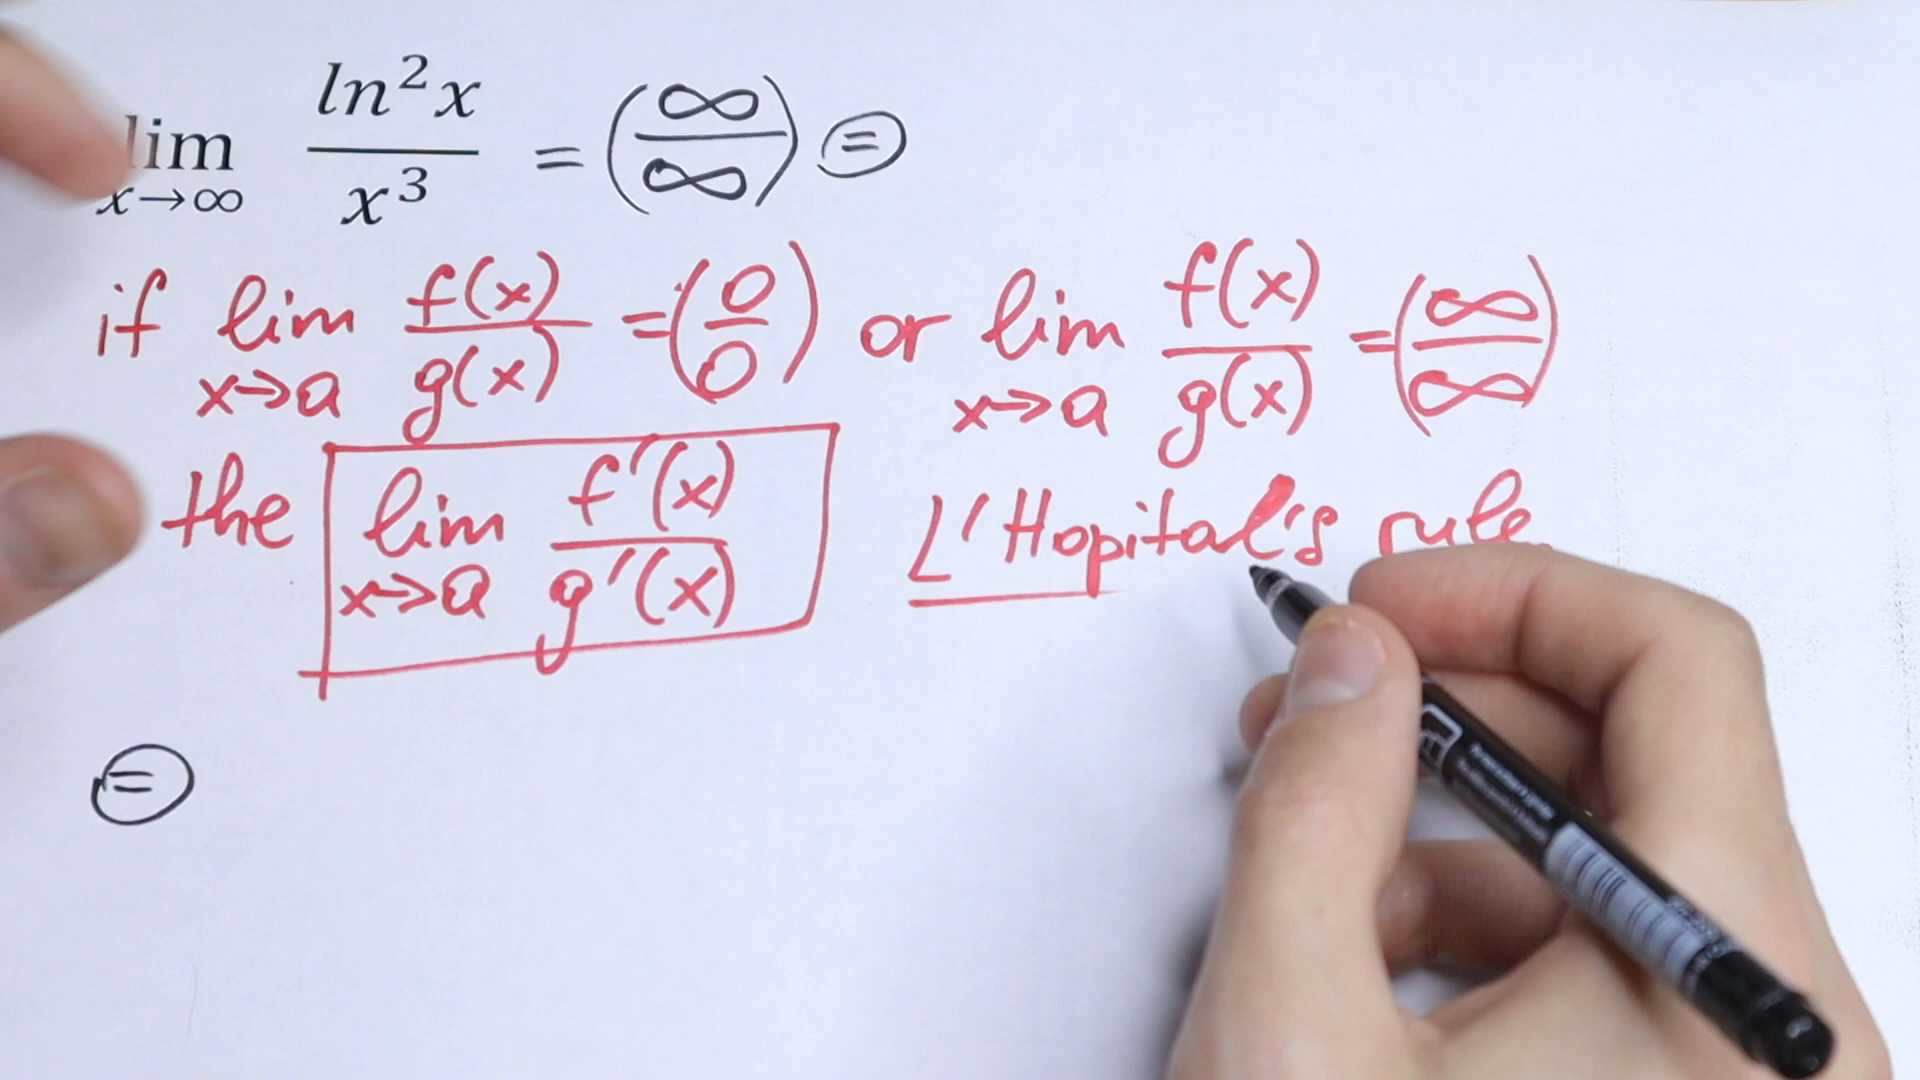 lim x→∞ ln²x / x³ = (∞/∞) =
if lim x→a f(x)/g(x) = (0/0) or lim x→a f(x)/g(x) = (∞/∞)
the lim x→a f'(x)/g'(x) L'Hopital's rule
=